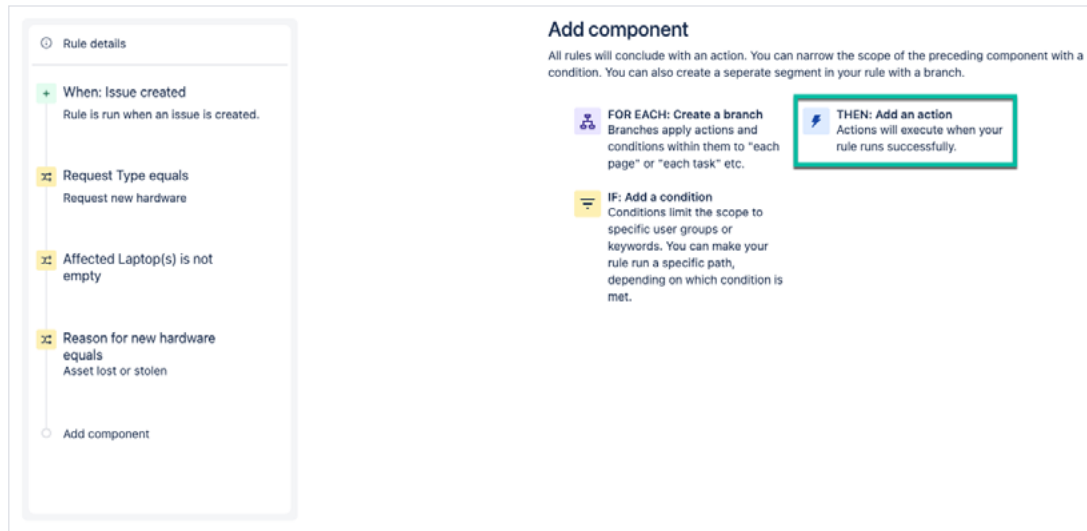 Rule details
When: Issue created
Rule is run when an issue is created.
Request Type equals
Request new hardware
Affected Laptop(s) is not
empty
Reason for new hardware
equals
Asset lost or stolen
Add component
Add component
All rules will conclude with an action. You can narrow the scope of the preceding component with a
condition. You can also create a seperate segment in your rule with a branch.
FOR EACH: Create a branch
Branches apply actions and
conditions within them to "each
page" or "each task" etc.
THEN: Add an action
Actions will execute when your
rule runs successfully.
IF: Add a condition
Conditions limit the scope to
specific user groups or
keywords. You can make your
rule run a specific path,
depending on which condition is
met.